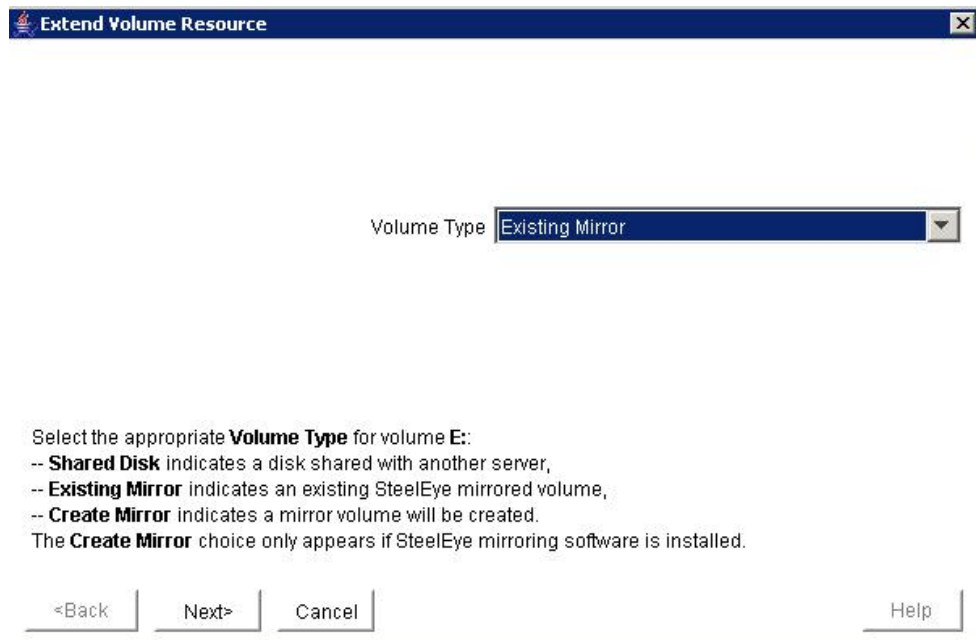 Extend Volume Resource
Volume Type Existing Mirror
Select the appropriate Volume Type for volume E::
-- Shared Disk indicates a disk shared with another server,
-- Existing Mirror indicates an existing SteelEye mirrored volume,
-- Create Mirror indicates a mirror volume will be created.
The Create Mirror choice only appears if SteelEye mirroring software is installed.
<Back Next> Cancel Help